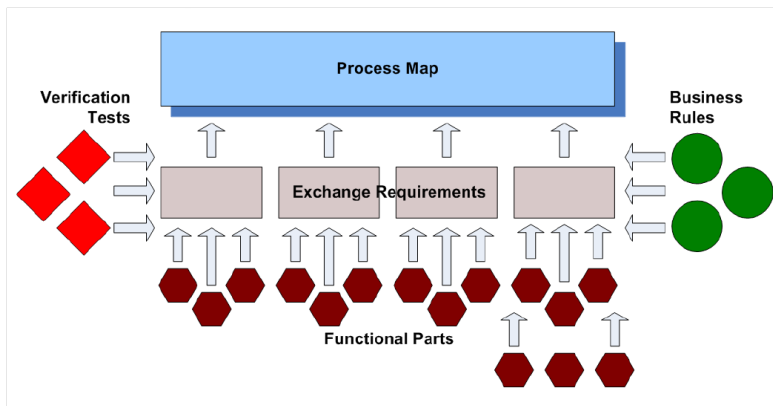 Process Map
Verification
Tests
Business
Rules
Exchange Requirements
Functional Parts